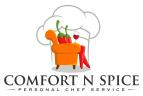 COMFORT N SPICE
PERSONAL CHEF SERVICE